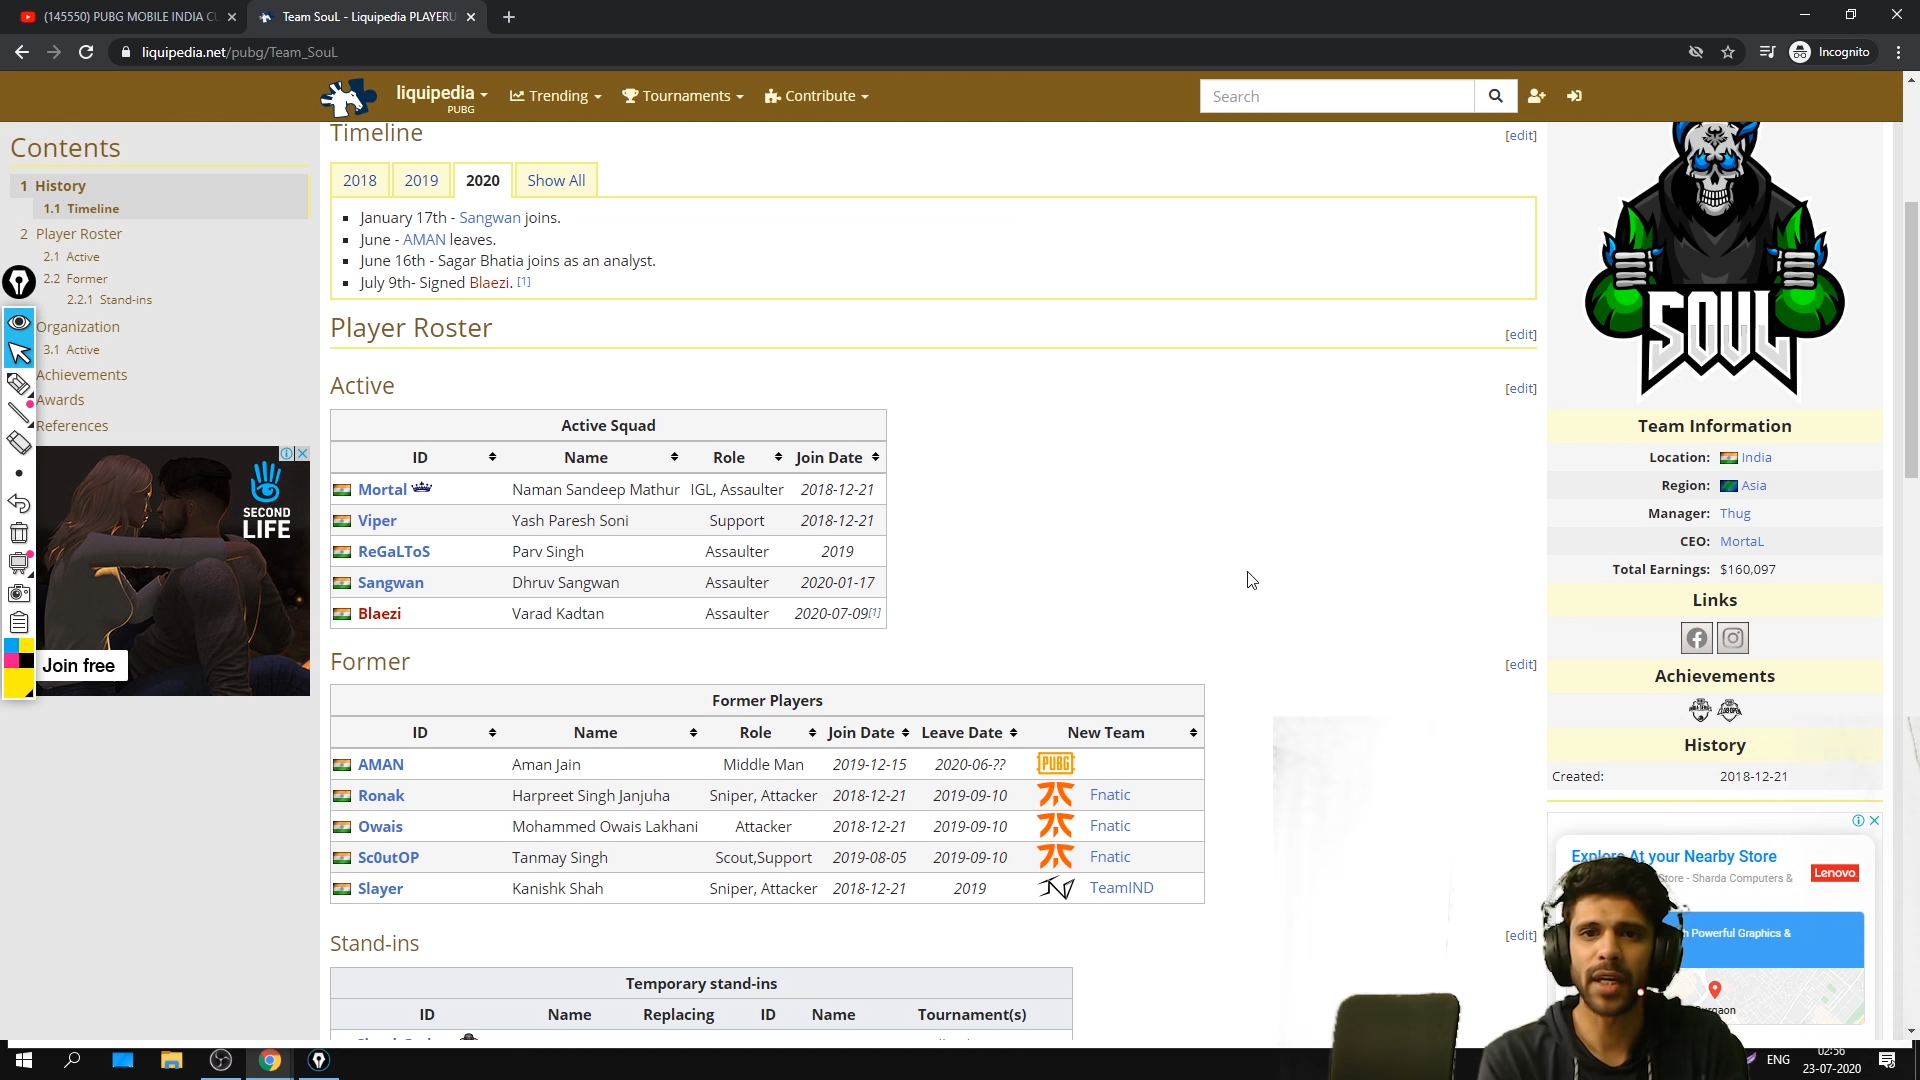 (145550) PUBG MOBILE INDIA CU
Team SouL - Liquipedia PLAYERU
liquipedia.net/pubg/Team_SouL
Incognito
liquipedia
PUBG
Trending
Tournaments
Contribute
Search
Contents
1 History
1.1 Timeline
2 Player Roster
2.1 Active
2.2 Former
2.2.1 Stand-ins
Organization
3.1 Active
Achievements
Awards
References
SECOND
LIFE
Join free
Timeline
[edit]
2018
2019
2020
Show All
January 17th - Sangwan joins.
June - AMAN leaves.
June 16th - Sagar Bhatia joins as an analyst.
July 9th- Signed Blaezi. [1]
Player Roster
[edit]
Active
[edit]
Active Squad
ID Name Role Join Date
Mortal Naman Sandeep Mathur IGL, Assaulter 2018-12-21
Viper Yash Paresh Soni Support 2018-12-21
ReGaLToS Parv Singh Assaulter 2019
Sangwan Dhruv Sangwan Assaulter 2020-01-17
Blaezi Varad Kadtan Assaulter 2020-07-09[1]
Former
[edit]
Former Players
ID Name Role Join Date Leave Date New Team
AMAN Aman Jain Middle Man 2019-12-15 2020-06-?? PUBG
Ronak Harpreet Singh Janjuha Sniper, Attacker 2018-12-21 2019-09-10 Fnatic
Owais Mohammed Owais Lakhani Attacker 2018-12-21 2019-09-10 Fnatic
Sc0utOP Tanmay Singh Scout,Support 2019-08-05 2019-09-10 Fnatic
Slayer Kanishk Shah Sniper, Attacker 2018-12-21 2019 TeamIND
Stand-ins
[edit]
Temporary stand-ins
ID Name Replacing ID Name Tournament(s)
SOUL
Team Information
Location: India
Region: Asia
Manager: Thug
CEO: MortaL
Total Earnings: $160,097
Links
Achievements
History
Created: 2018-12-21
Explore At your Nearby Store
Store - Sharda Computers &
Lenovo
Powerful Graphics &
ENG
02:56
23-07-2020